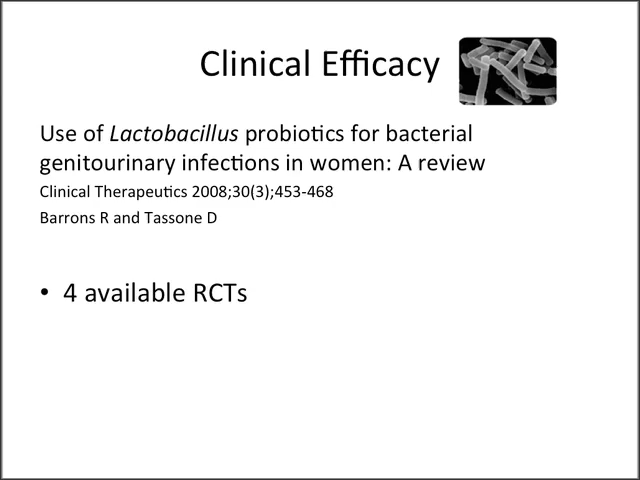 Clinical Efficacy
Use of Lactobacillus probiotics for bacterial
genitourinary infections in women: A review
Clinical Therapeutics 2008;30(3);453-468
Barrons R and Tassone D
• 4 available RCTs